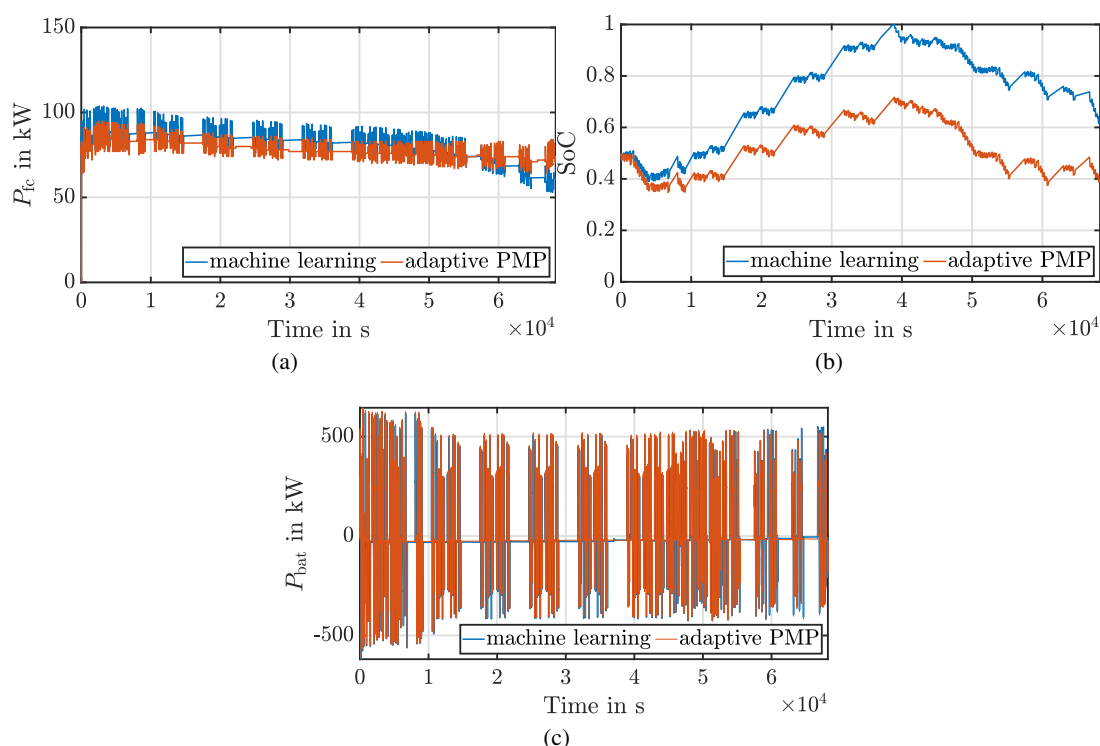 150
100
50
0
P_fc in kW
machine learning adaptive PMP
0 1 2 3 4 5 6
Time in s
×10^4
(a)
1
0.8
0.6
0.4
0.2
0
SoC
machine learning adaptive PMP
0 1 2 3 4 5 6
Time in s
×10^4
(b)
500
0
-500
P_bat in kW
machine learning adaptive PMP
0 1 2 3 4 5 6
Time in s
×10^4
(c)